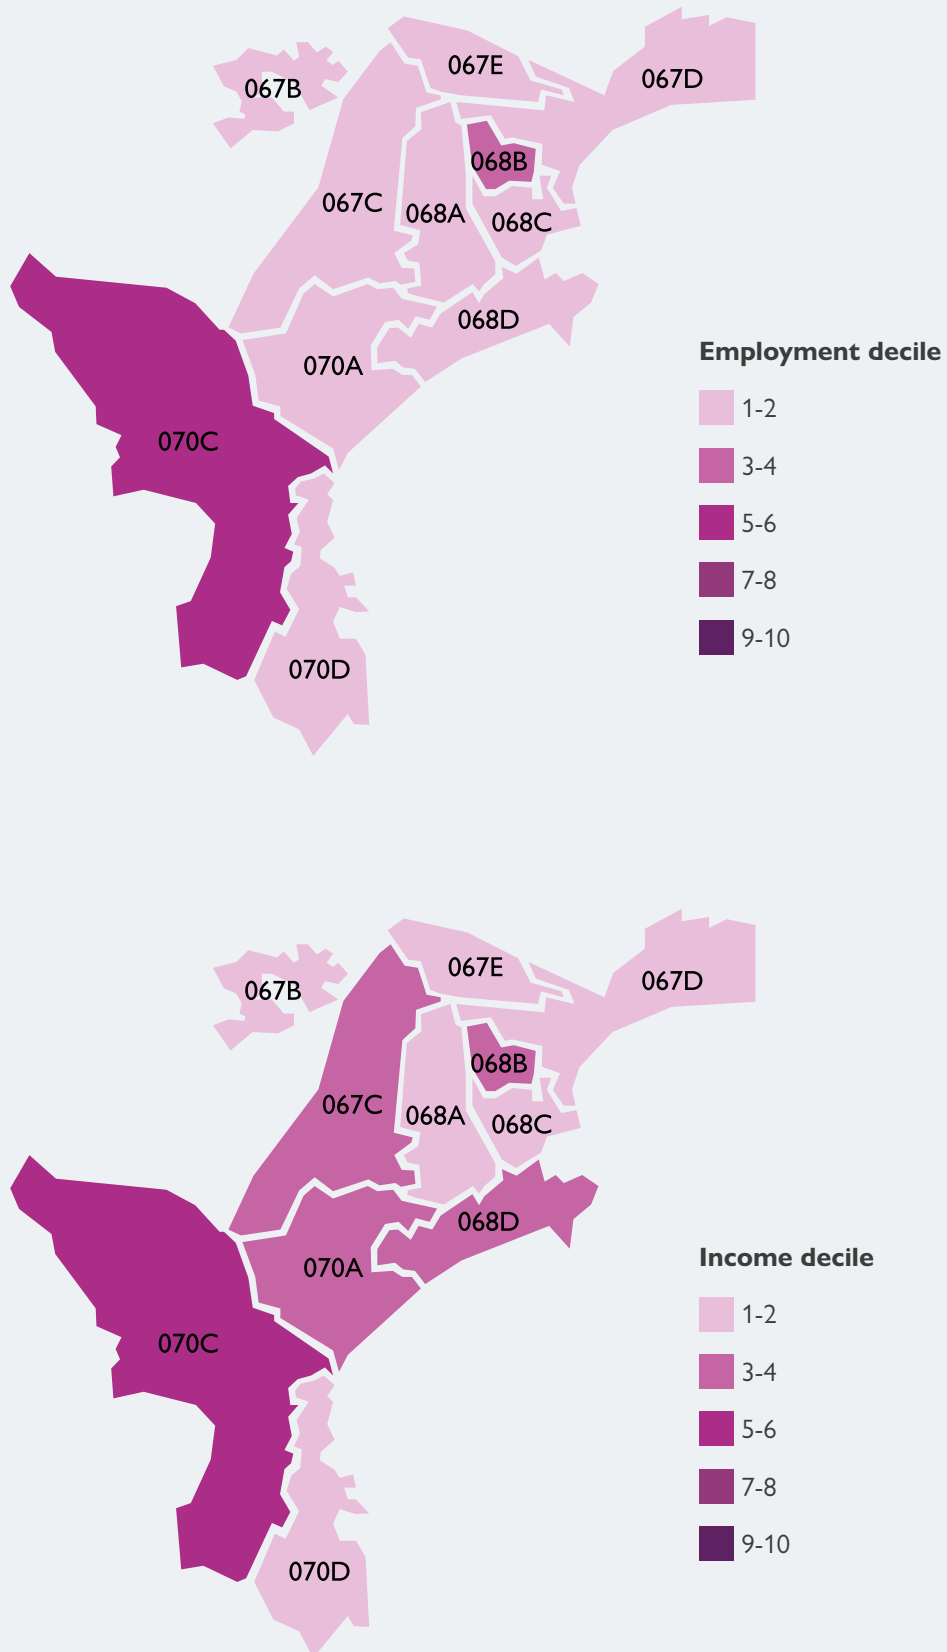 067E
067D
067B
068B
067C
068A
068C
068D
070A
070C
070D
Employment decile
1-2
3-4
5-6
7-8
9-10
067E
067D
067B
068B
067C
068A
068C
068D
070A
070C
070D
Income decile
1-2
3-4
5-6
7-8
9-10